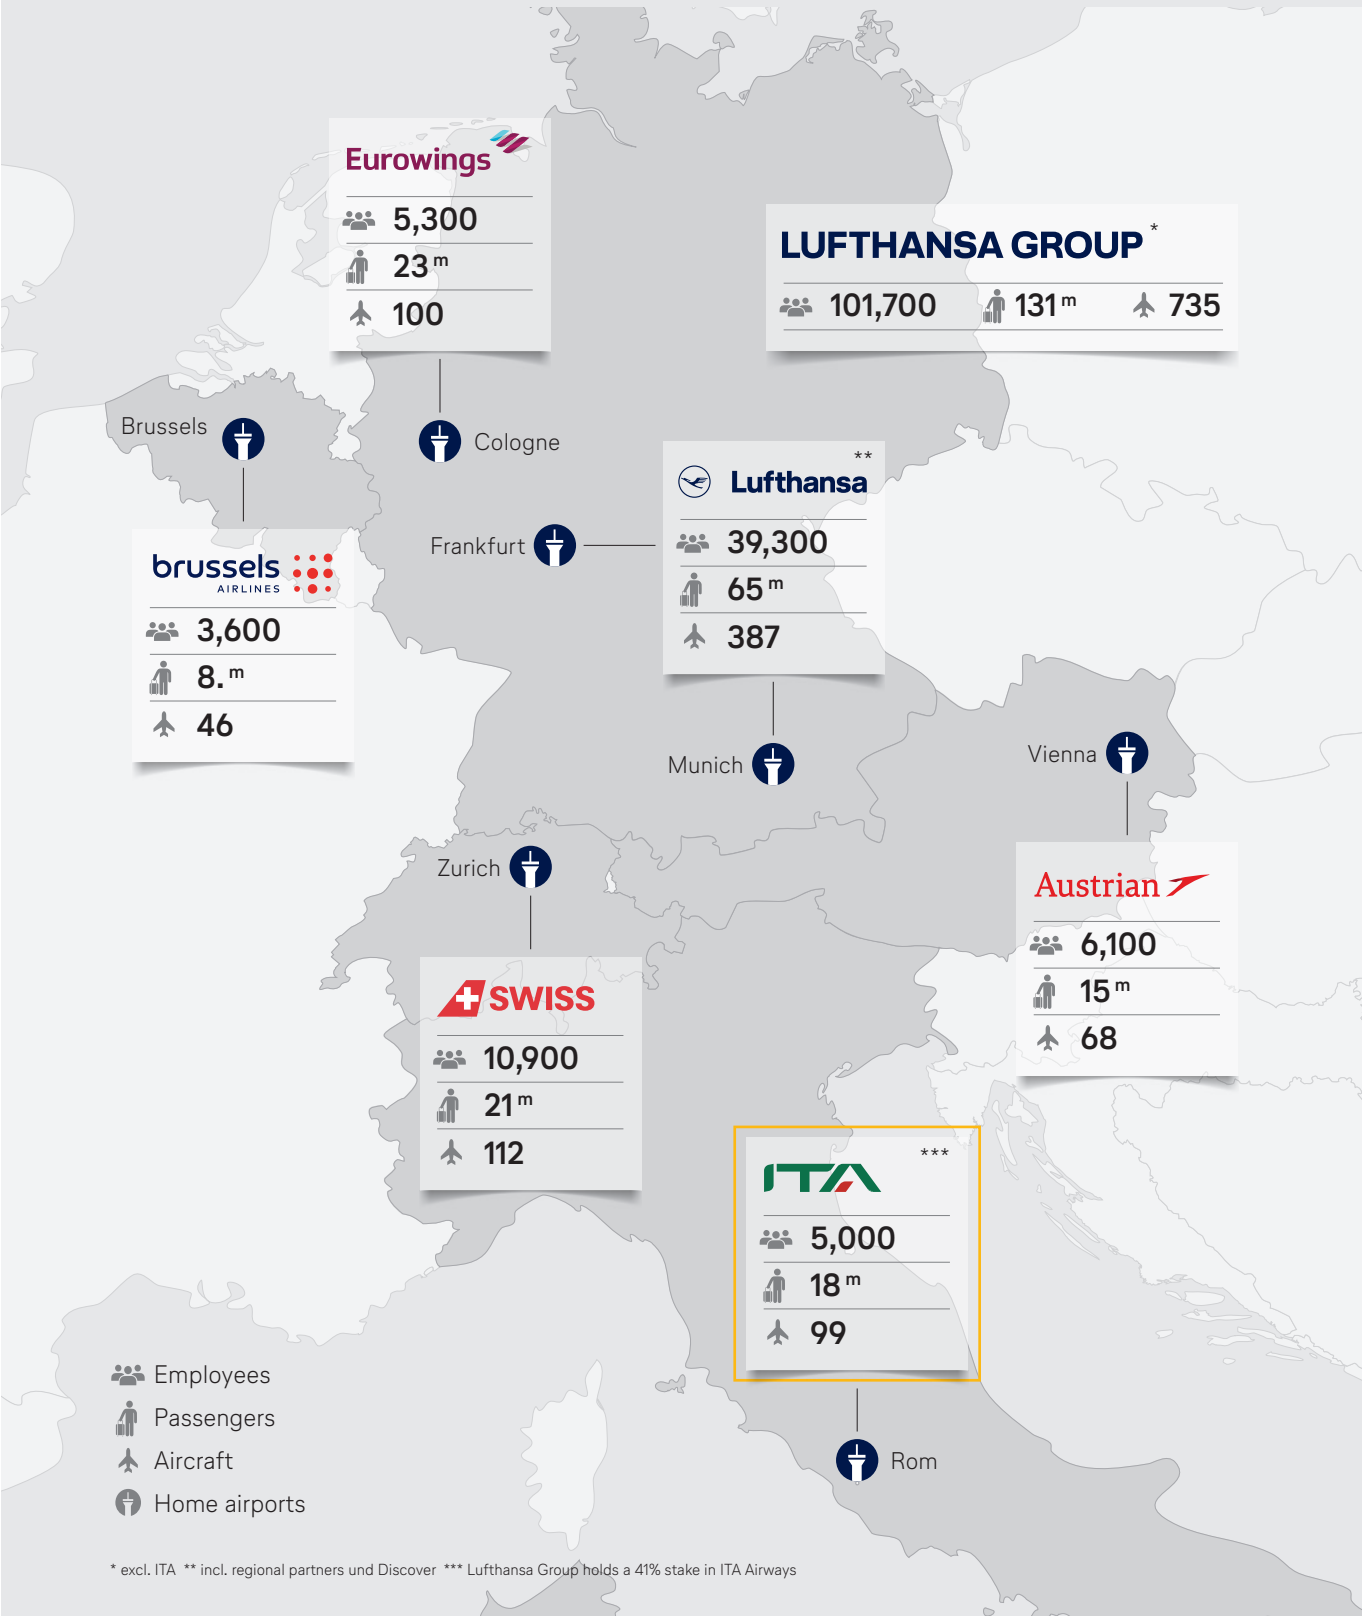 Eurowings
5,300
23 m
100
LUFTHANSA GROUP *
101,700 131 m 735
Brussels
Cologne
**
Lufthansa
39,300
65 m
387
Frankfurt
brussels
AIRLINES
3,600
8. m
46
Munich
Vienna
Zurich
Austrian
6,100
15 m
68
SWISS
10,900
21 m
112
***
ITA
5,000
18 m
99
Rom
Employees
Passengers
Aircraft
Home airports
* excl. ITA ** incl. regional partners und Discover *** Lufthansa Group holds a 41% stake in ITA Airways